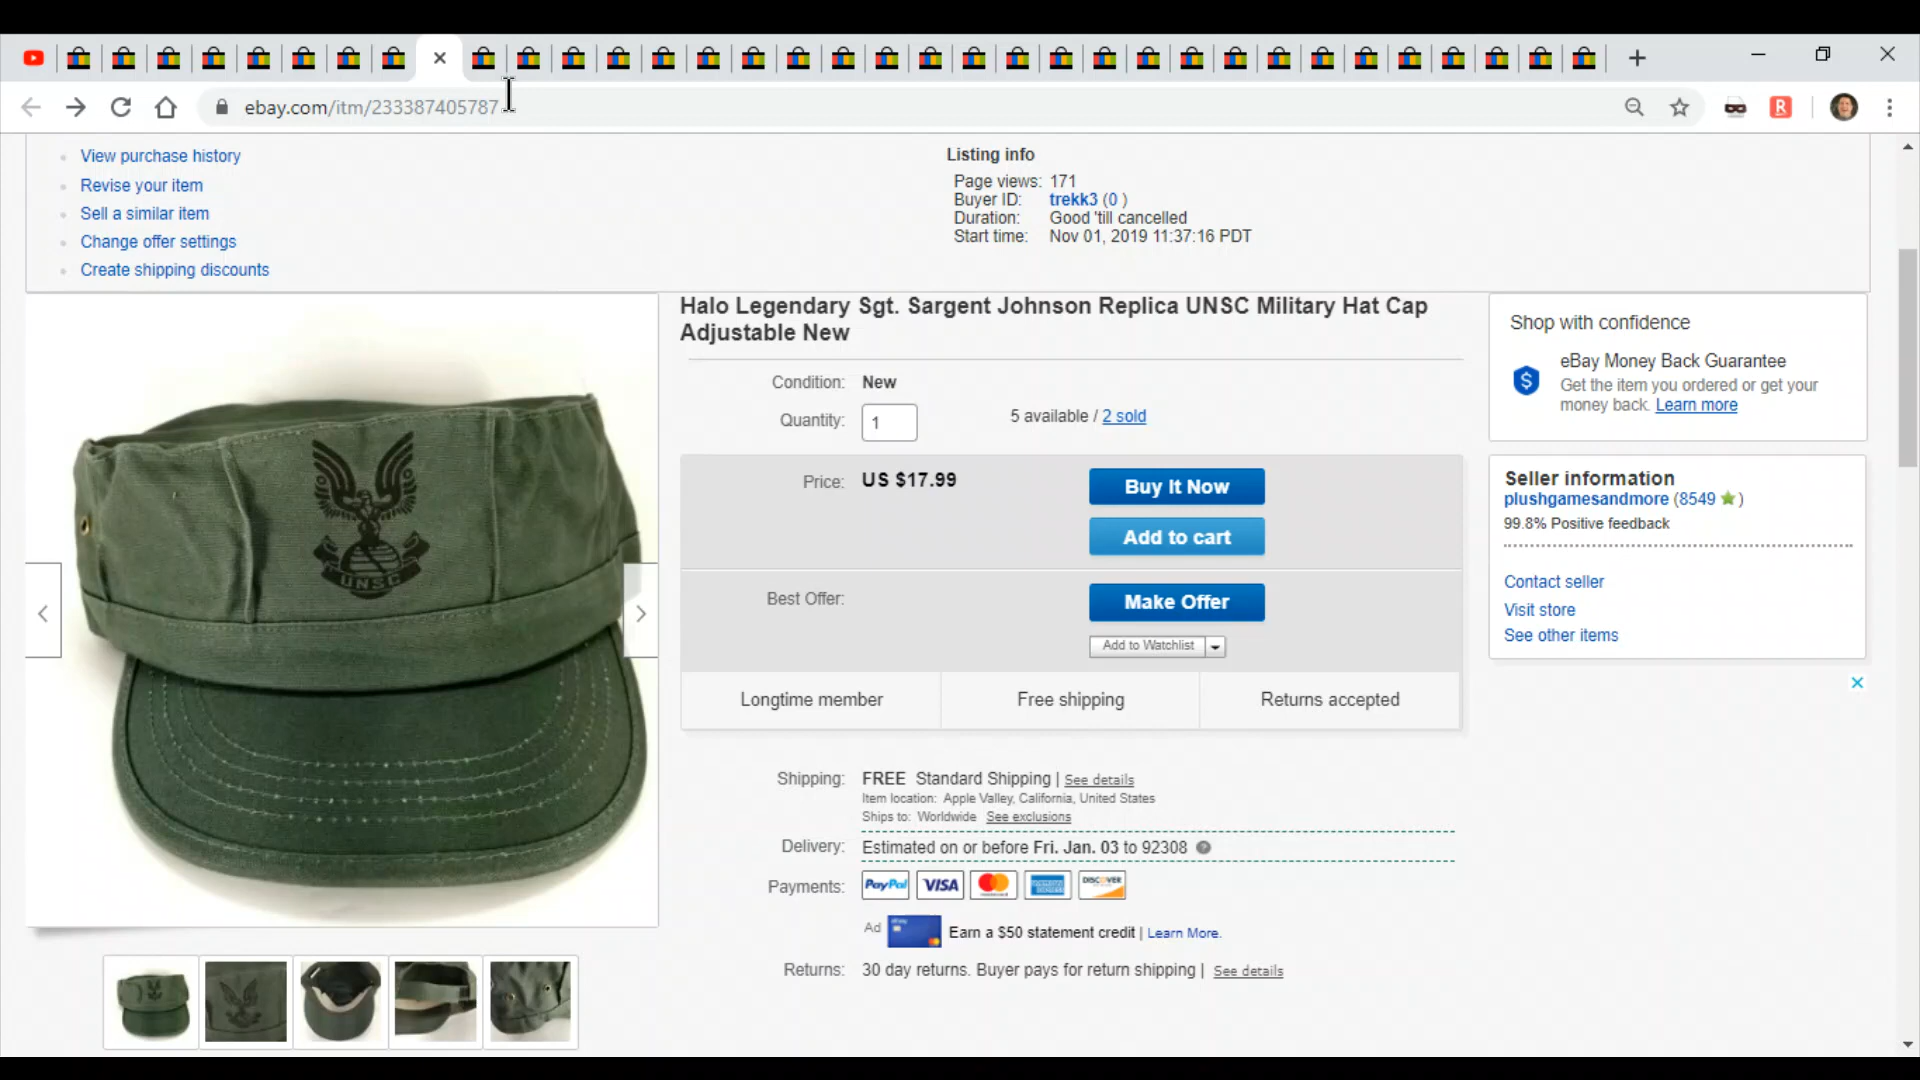 ebay.com/itm/233387405787
View purchase history
Revise your item
Sell a similar item
Change offer settings
Create shipping discounts
Listing info
Page views: 171
Buyer ID: trekk3 (0 )
Duration: Good 'till cancelled
Start time: Nov 01, 2019 11:37:16 PDT
UNSC
Halo Legendary Sgt. Sargent Johnson Replica UNSC Military Hat Cap
Adjustable New
Condition: New
Quantity: 1 5 available / 2 sold
Price: US $17.99
Buy It Now
Add to cart
Best Offer:
Make Offer
Add to Watchlist
Longtime member Free shipping Returns accepted
Shipping: FREE Standard Shipping | See details
Item location: Apple Valley, California, United States
Ships to: Worldwide See exclusions
Delivery: Estimated on or before Fri. Jan. 03 to 92308
Payments: PayPal VISA MasterCard DISCOVER
Ad Earn a $50 statement credit | Learn More.
Returns: 30 day returns. Buyer pays for return shipping | See details
Shop with confidence
eBay Money Back Guarantee
Get the item you ordered or get your
money back. Learn more
Seller information
plushgamesandmore (8549 )
99.8% Positive feedback
Contact seller
Visit store
See other items